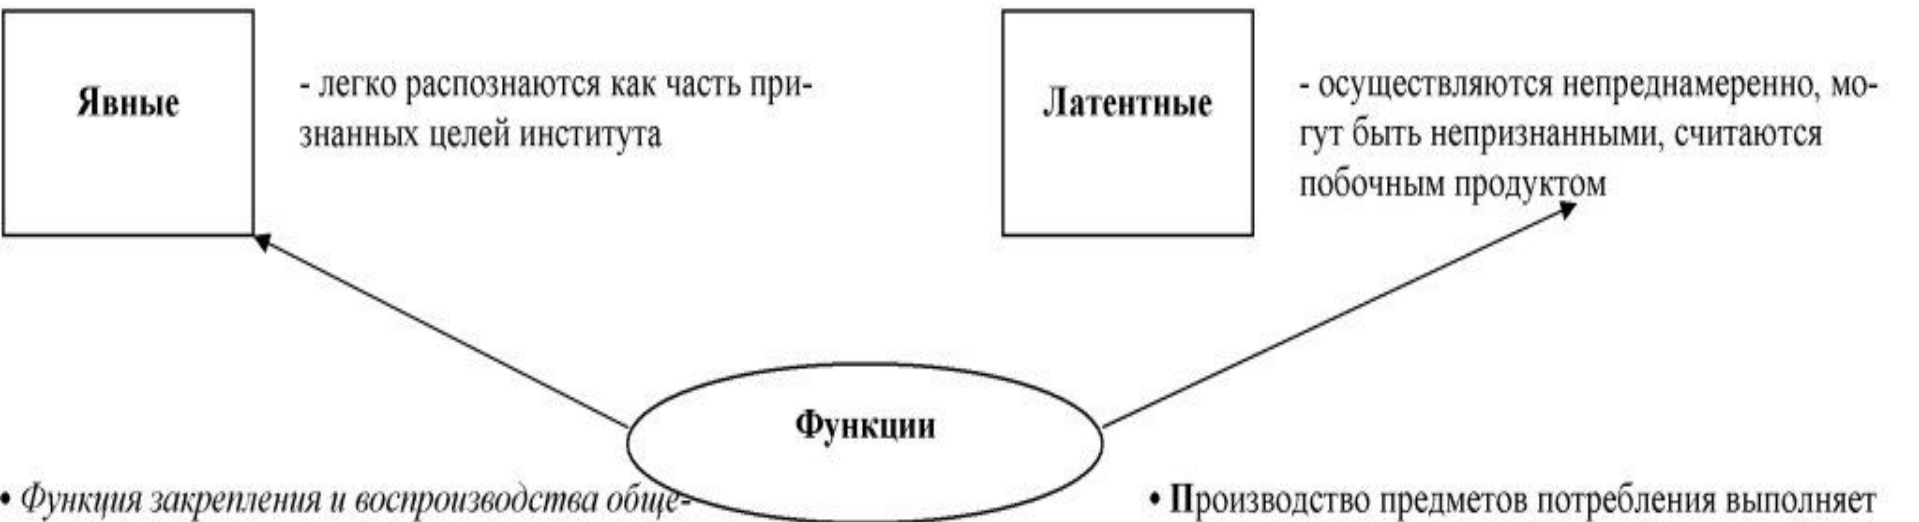 Явные
- легко распознаются как часть при-
знанных целей института
Латентные
- осуществляются непреднамеренно, мо-
гут быть непризнанными, считаются
побочным продуктом
Функции
• Функция закрепления и воспроизводства обще-
• Производство предметов потребления выполняет